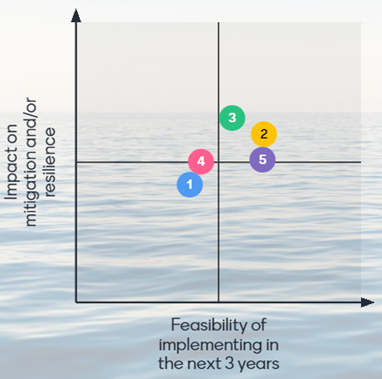 Impact on
mitigation and/or
resilience
3
2
4
5
1
Feasibility of
implementing in
the next 3 years